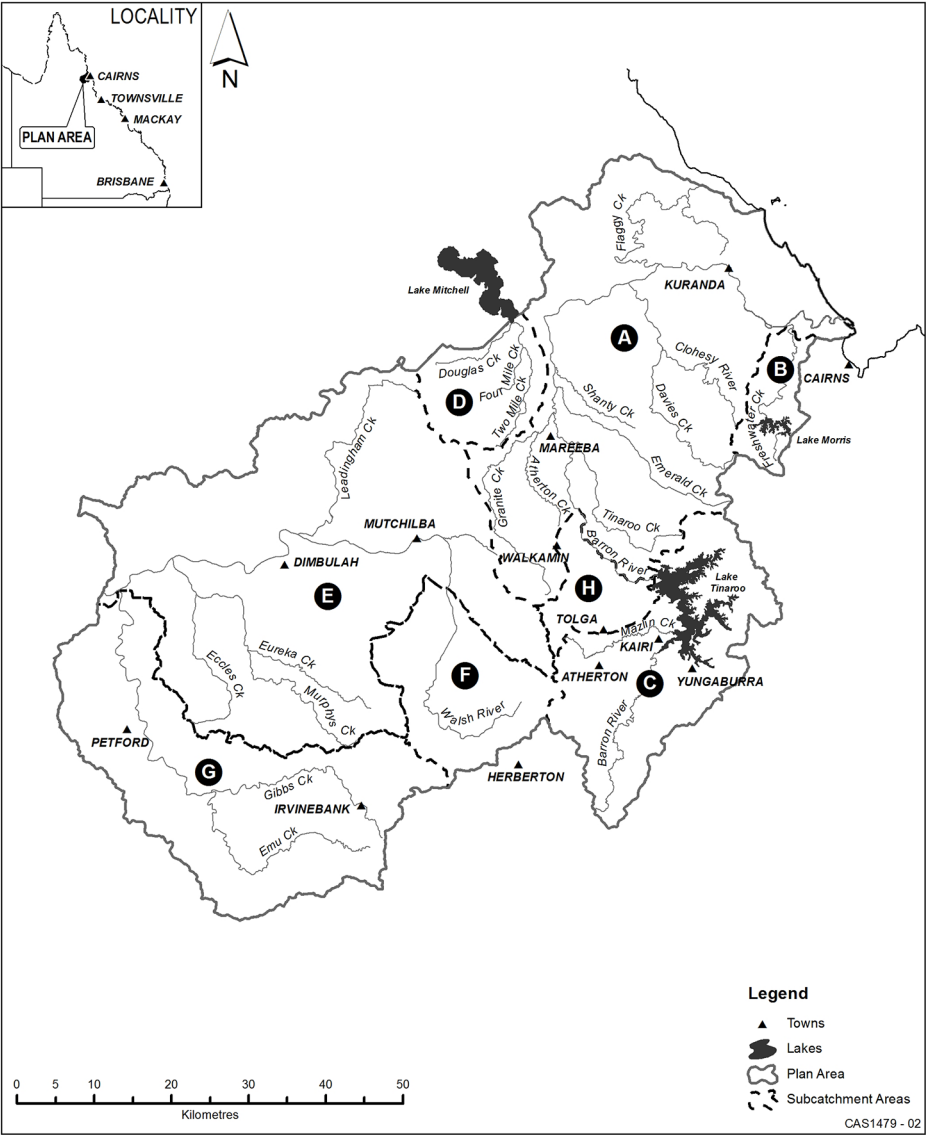 LOCALITY
N
CAIRNS
TOWNSVILLE
MACKAY
PLAN AREA
BRISBANE
Flaggy Ck
Lake Mitchell
KURANDA
A
Clohesy River
B
CAIRNS
Douglas Ck
Four Mile Ck
D
Two Mile Ck
Shanty Ck
Davies Ck
Freshwater Ck
Lake Morris
MAREEBA
Leadingham Ck
Granite Ck
Atherton Ck
Emerald Ck
MUTCHILBA
Tinaroo Ck
WALKAMIN
Barron River
DIMBULAH
Lake
Tinaroo
E
H
TOLGA
Mazlin Ck
KAIRI
Eureka Ck
Eccles Ck
F
ATHERTON
C
YUNGABURRA
Murphys
Ck
Walsh River
Barron River
PETFORD
G
HERBERTON
Gibbs Ck
IRVINEBANK
Emu Ck
Legend
Towns
Lakes
Plan Area
Subcatchment Areas
0 5 10 20 30 40 50
Kilometres
CAS1479 - 02